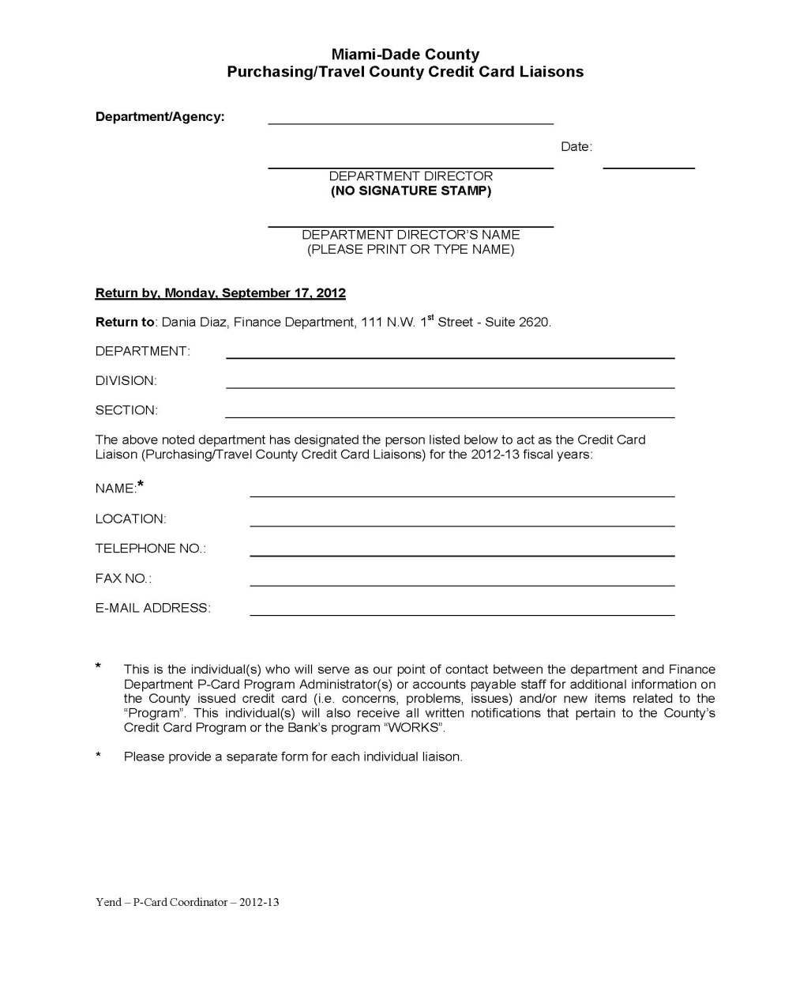 Miami-Dade County
Purchasing/Travel County Credit Card Liaisons
Department/Agency:
Date:
DEPARTMENT DIRECTOR
(NO SIGNATURE STAMP)
DEPARTMENT DIRECTOR’S NAME
(PLEASE PRINT OR TYPE NAME)
Return by, Monday, September 17, 2012
Return to: Dania Diaz, Finance Department, 111 N.W. 1st Street - Suite 2620.
DEPARTMENT:
DIVISION:
SECTION:
The above noted department has designated the person listed below to act as the Credit Card
Liaison (Purchasing/Travel County Credit Card Liaisons) for the 2012-13 fiscal years:
NAME:*
LOCATION:
TELEPHONE NO.:
FAX NO.:
E-MAIL ADDRESS:
* This is the individual(s) who will serve as our point of contact between the department and Finance
Department P-Card Program Administrator(s) or accounts payable staff for additional information on
the County issued credit card (i.e. concerns, problems, issues) and/or new items related to the
“Program”. This individual(s) will also receive all written notifications that pertain to the County’s
Credit Card Program or the Bank’s program “WORKS”.
* Please provide a separate form for each individual liaison.
Yend – P-Card Coordinator – 2012-13